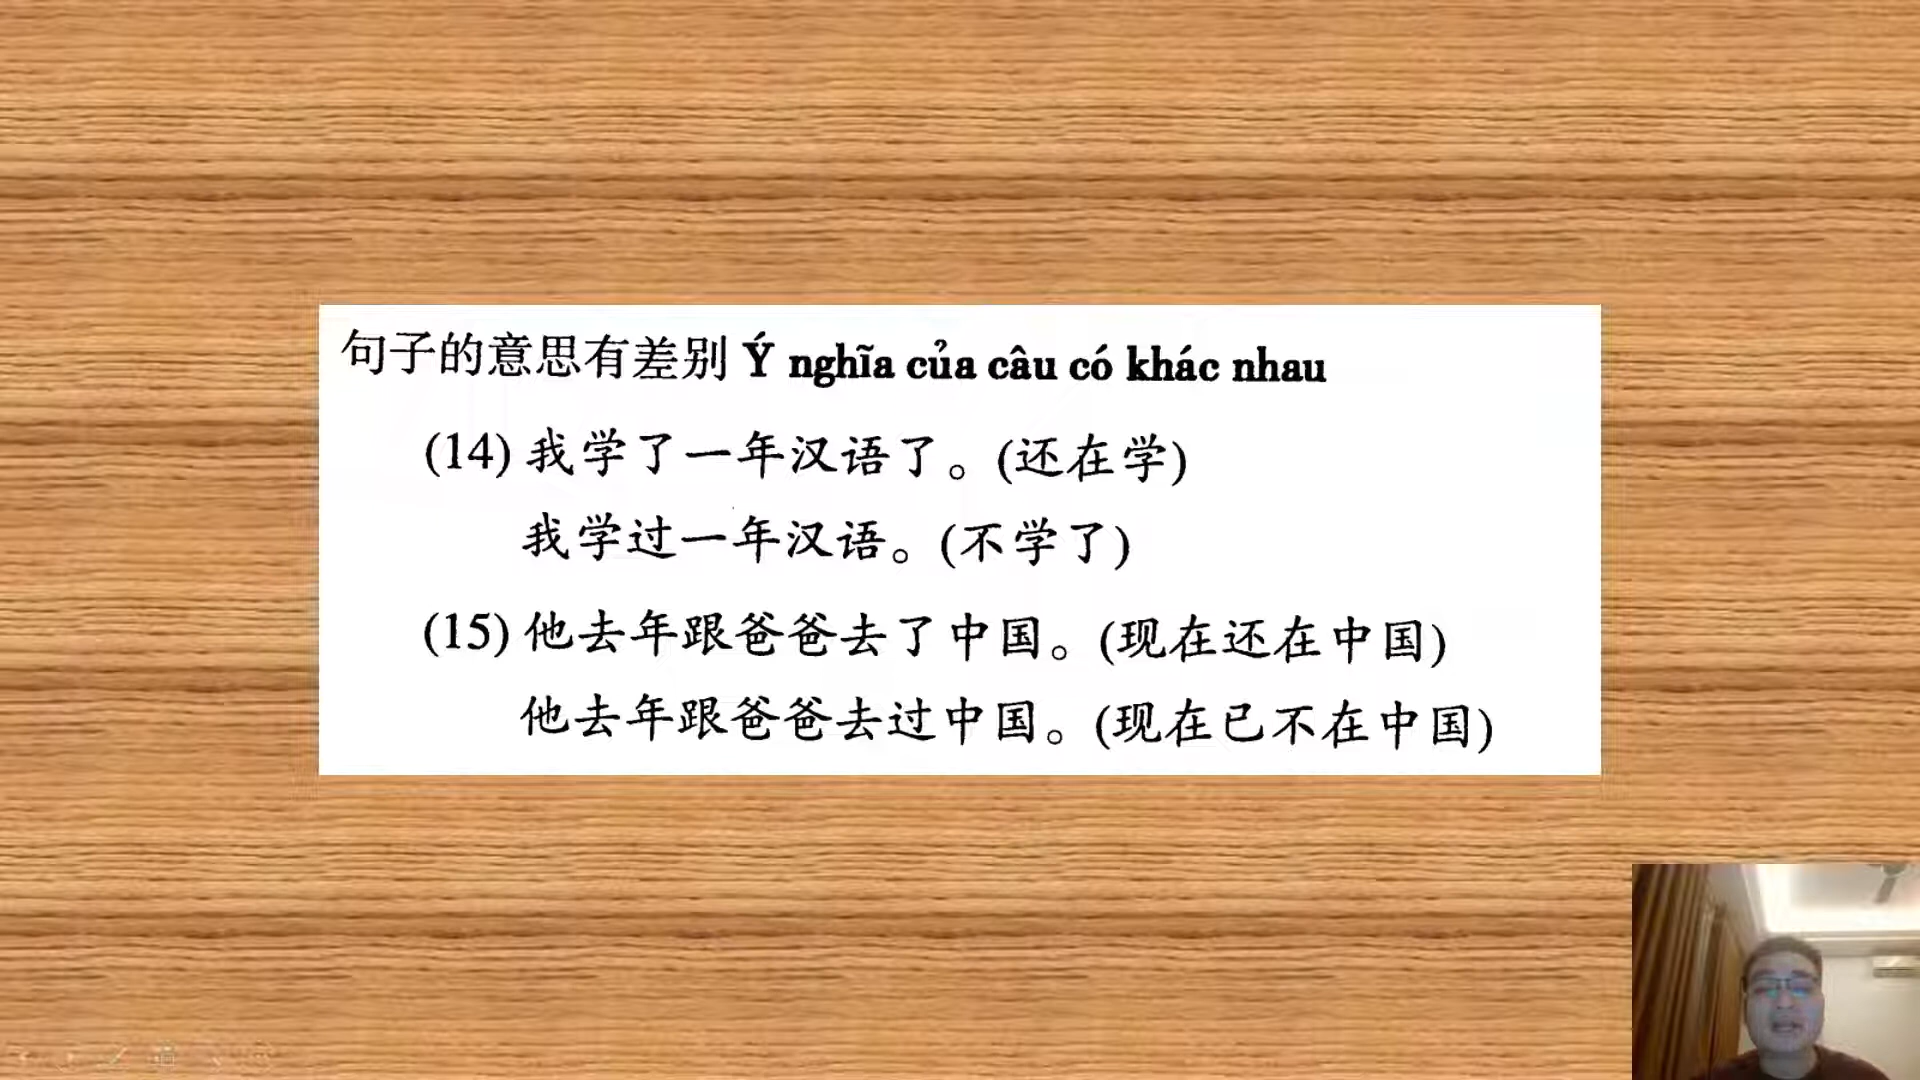 句子的意思有差别 Ý nghĩa của câu có khác nhau
(14) 我学了一年汉语了。(还在学)
我学过一年汉语。(不学了)
(15) 他去年跟爸爸去了中国。(现在还在中国)
他去年跟爸爸去过中国。(现在已不在中国)